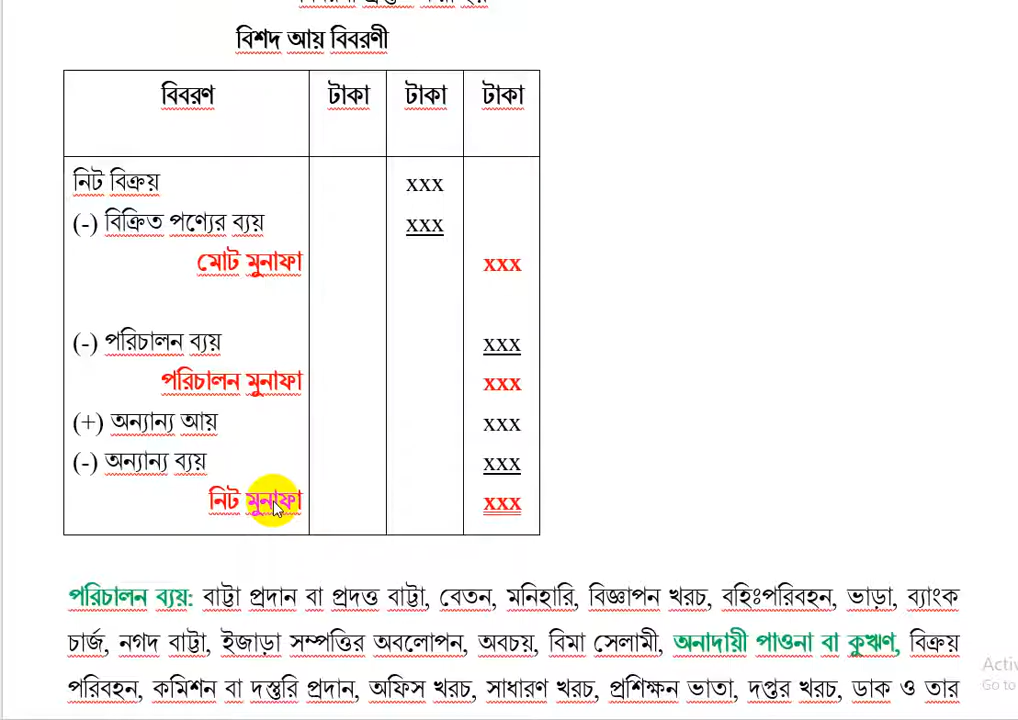 বিশদ আয় বিবরণী
বিবরণ টাকা টাকা টাকা
নিট বিক্রয় xxx
(-) বিক্রিত পণ্যের ব্যয় xxx
মোট মুনাফা xxx
(-) পরিচালন ব্যয় xxx
পরিচালন মুনাফা xxx
(+) অন্যান্য আয় xxx
(-) অন্যান্য ব্যয় xxx
নিট মুনাফা xxx
পরিচালন ব্যয়: বাট্টা প্রদান বা প্রদত্ত বাট্টা, বেতন, মনিহারি, বিজ্ঞাপন খরচ, বহিঃপরিবহন, ভাড়া, ব্যাংক
চার্জ, নগদ বাট্টা, ইজাড়া সম্পত্তির অবলোপন, অবচয়, বিমা সেলামী, অনাদায়ী পাওনা বা কুঋণ, বিক্রয়
পরিবহন, কমিশন বা দস্তুরি প্রদান, অফিস খরচ, সাধারণ খরচ, প্রশিক্ষন ভাতা, দপ্তর খরচ, ডাক ও তার
Activ
Go to